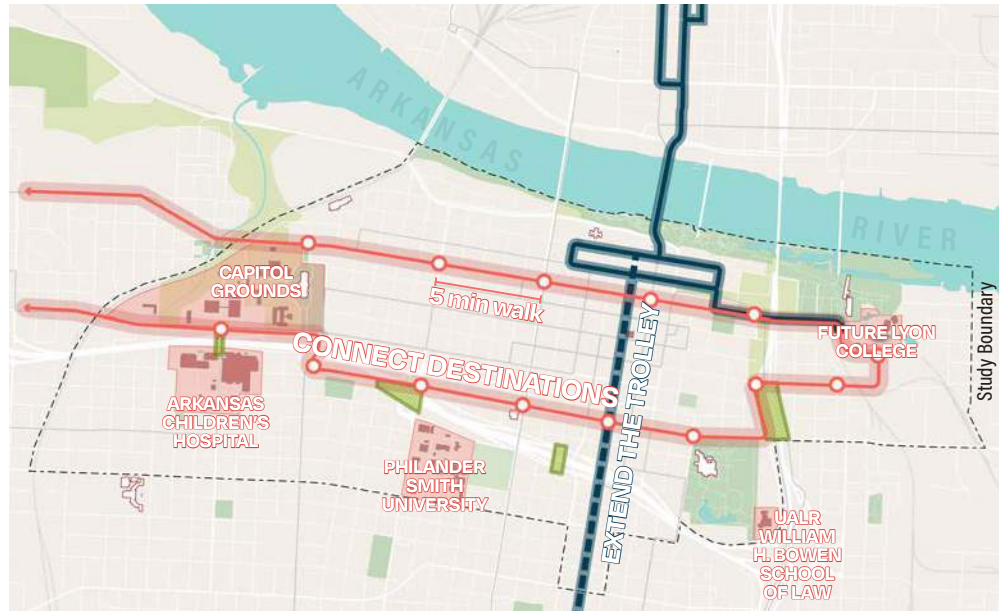 ARKANSAS
RIVER
CAPITOL
GROUNDS
5 min walk
CONNECT DESTINATIONS
EXTEND THE TROLLEY
FUTURE LYON
COLLEGE
Study Boundary
ARKANSAS
CHILDREN'S
HOSPITAL
PHILANDER
SMITH
UNIVERSITY
UALR
WILLIAM
H. BOWEN
SCHOOL
OF LAW